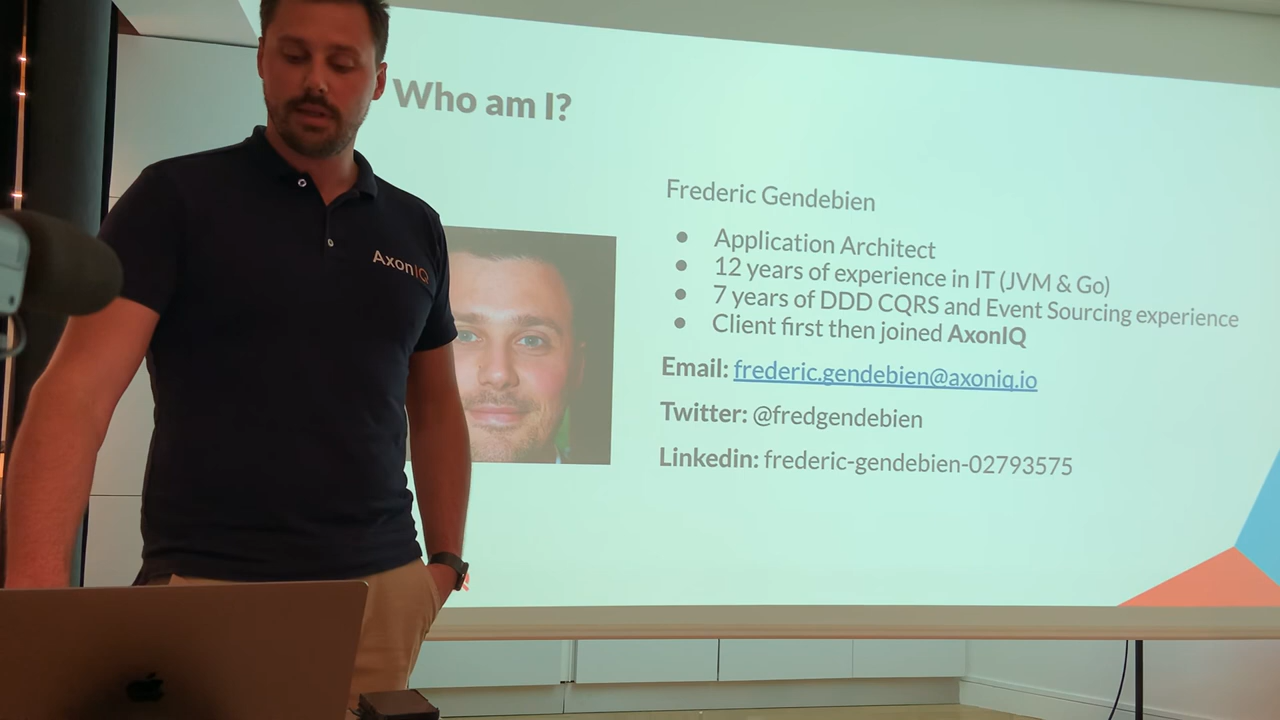 Who am I?
AxonIQ
Frederic Gendebien
● Application Architect
● 12 years of experience in IT (JVM & Go)
● 7 years of DDD CQRS and Event Sourcing experience
● Client first then joined AxonIQ
Email: frederic.gendebien@axoniq.io
Twitter: @fredgendebien
Linkedin: frederic-gendebien-02793575